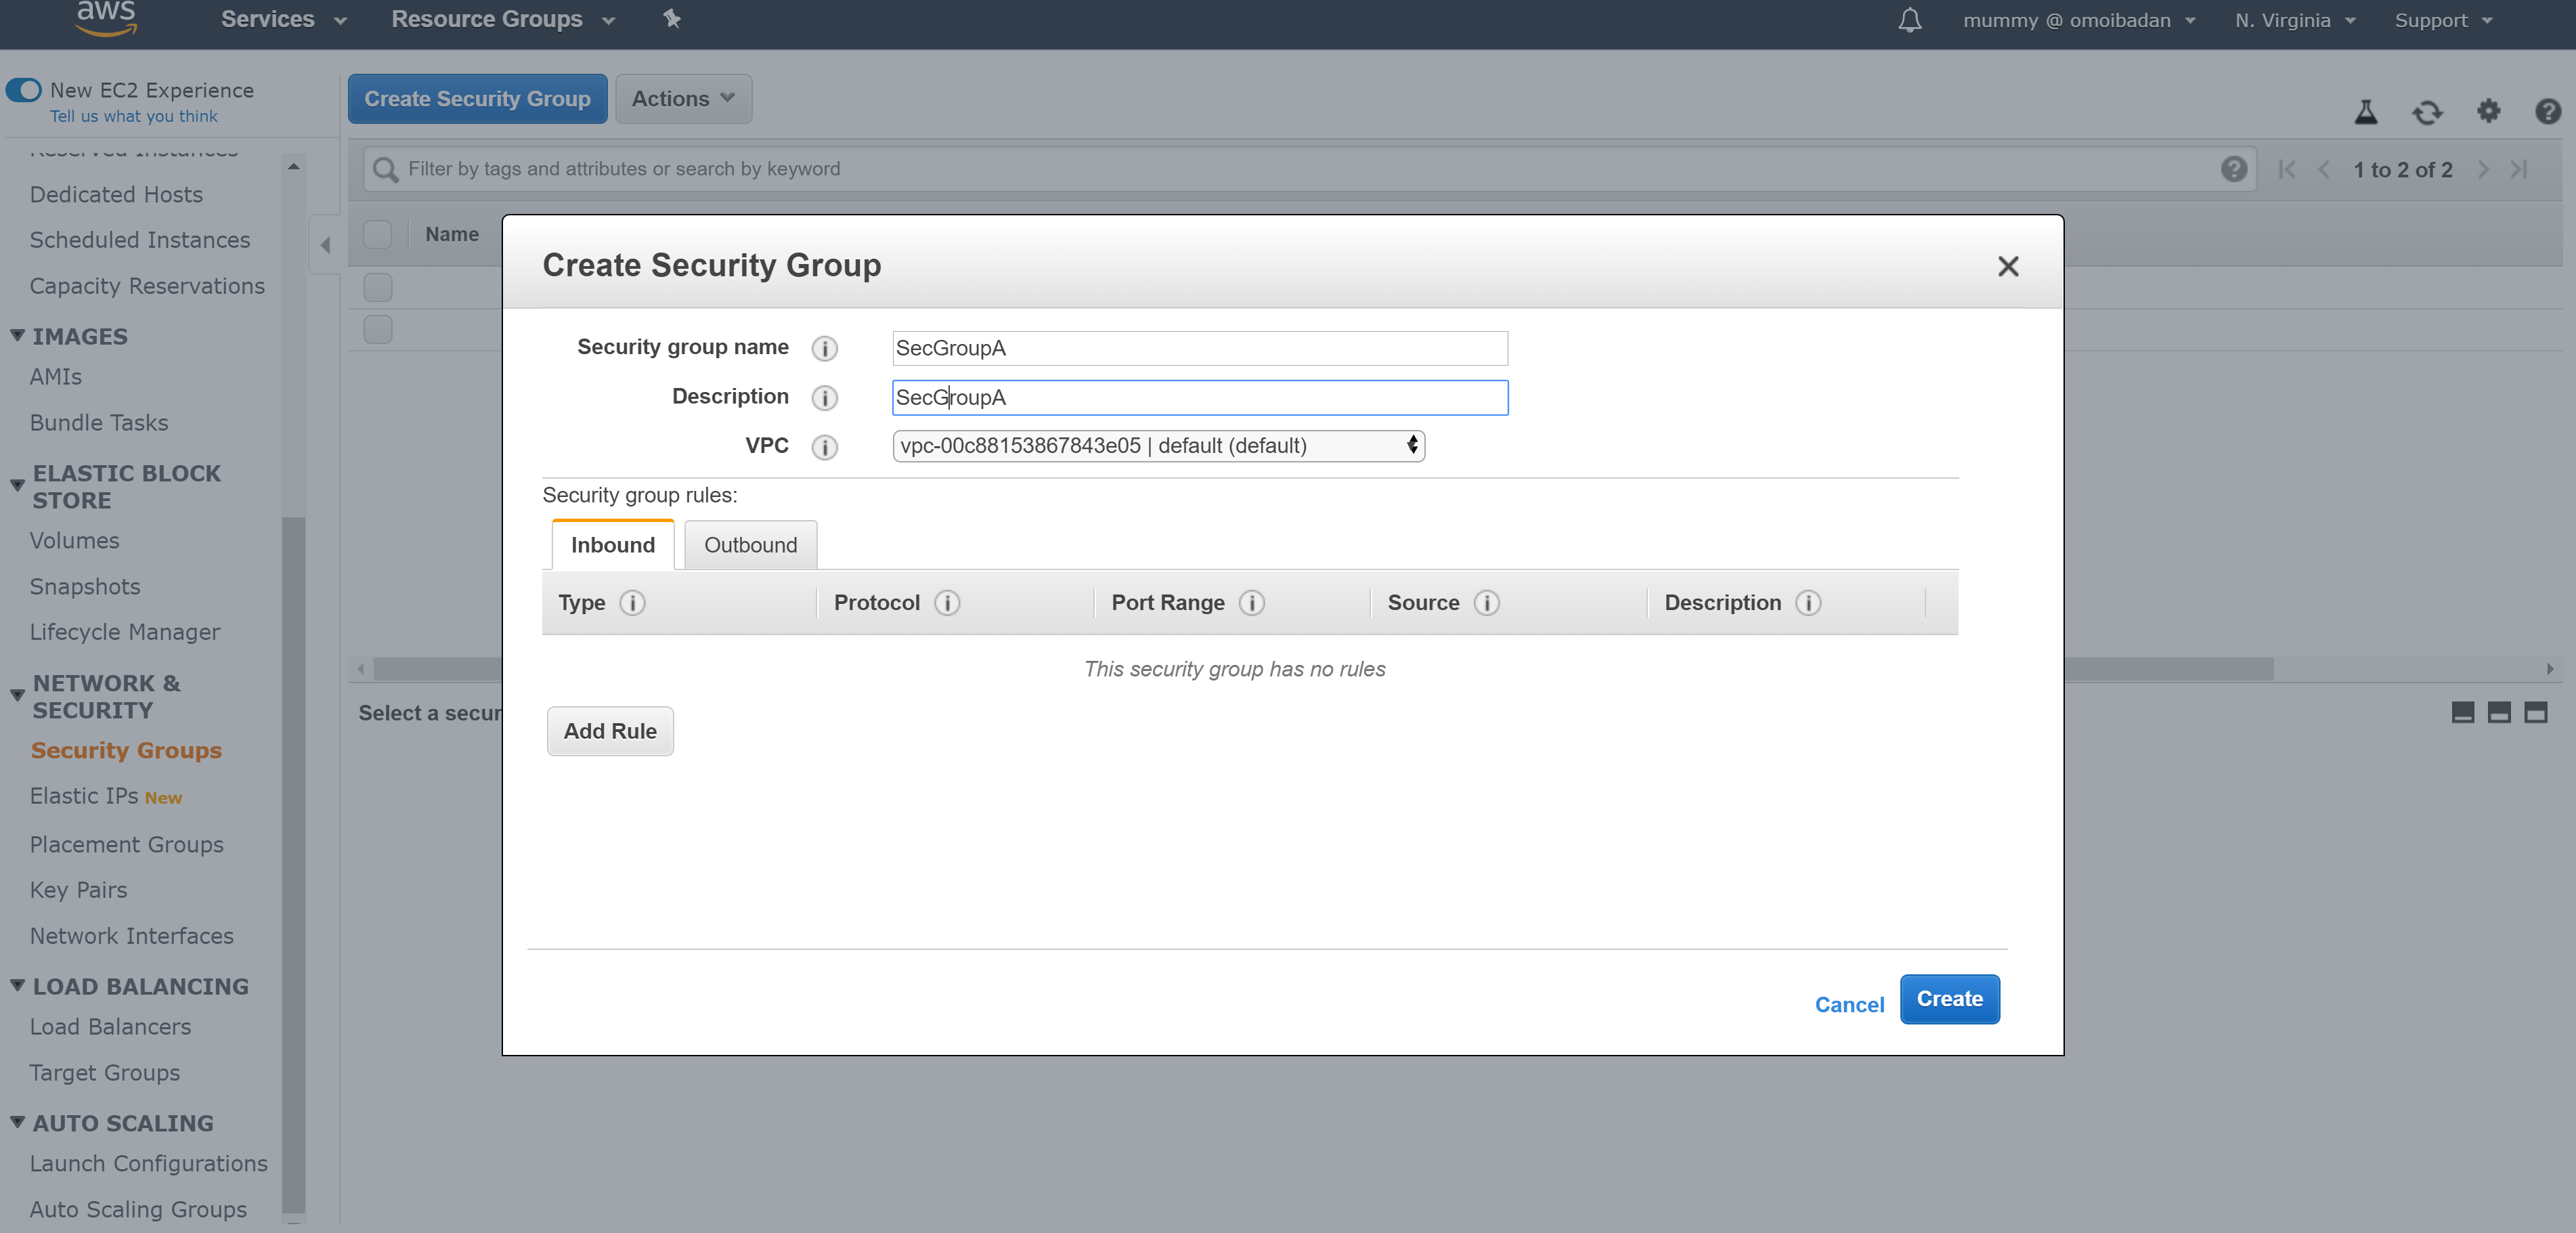 aws
Services
Resource Groups
mummy @ omoibadan
N. Virginia
Support
New EC2 Experience
Tell us what you think
Create Security Group
Actions
Reserved Instances
Dedicated Hosts
Scheduled Instances
Capacity Reservations
IMAGES
AMIs
Bundle Tasks
ELASTIC BLOCK
STORE
Volumes
Snapshots
Lifecycle Manager
NETWORK &
SECURITY
Security Groups
Elastic IPs New
Placement Groups
Key Pairs
Network Interfaces
LOAD BALANCING
Load Balancers
Target Groups
AUTO SCALING
Launch Configurations
Auto Scaling Groups
Filter by tags and attributes or search by keyword
1 to 2 of 2
Name
Select a secur
Create Security Group
Security group name
SecGroupA
Description
SecGroupA
VPC
vpc-00c88153867843e05 | default (default)
Security group rules:
Inbound
Outbound
Type
Protocol
Port Range
Source
Description
This security group has no rules
Add Rule
Cancel
Create